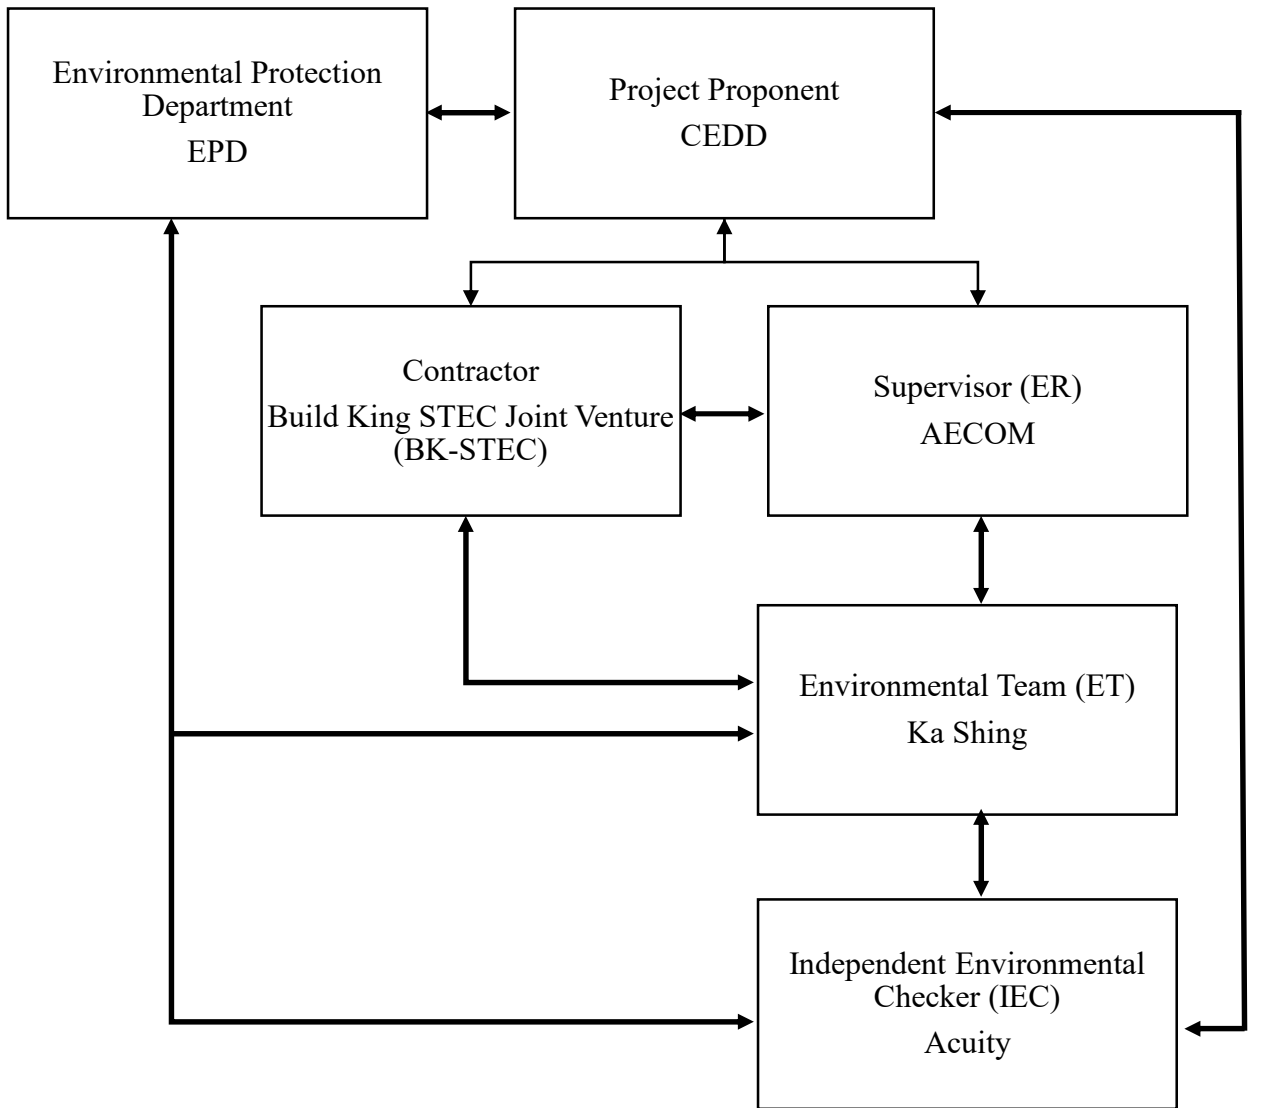 Environmental Protection
Department
EPD
Project Proponent
CEDD
Contractor
Build King STEC Joint Venture
(BK-STEC)
Supervisor (ER)
AECOM
Environmental Team (ET)
Ka Shing
Independent Environmental
Checker (IEC)
Acuity